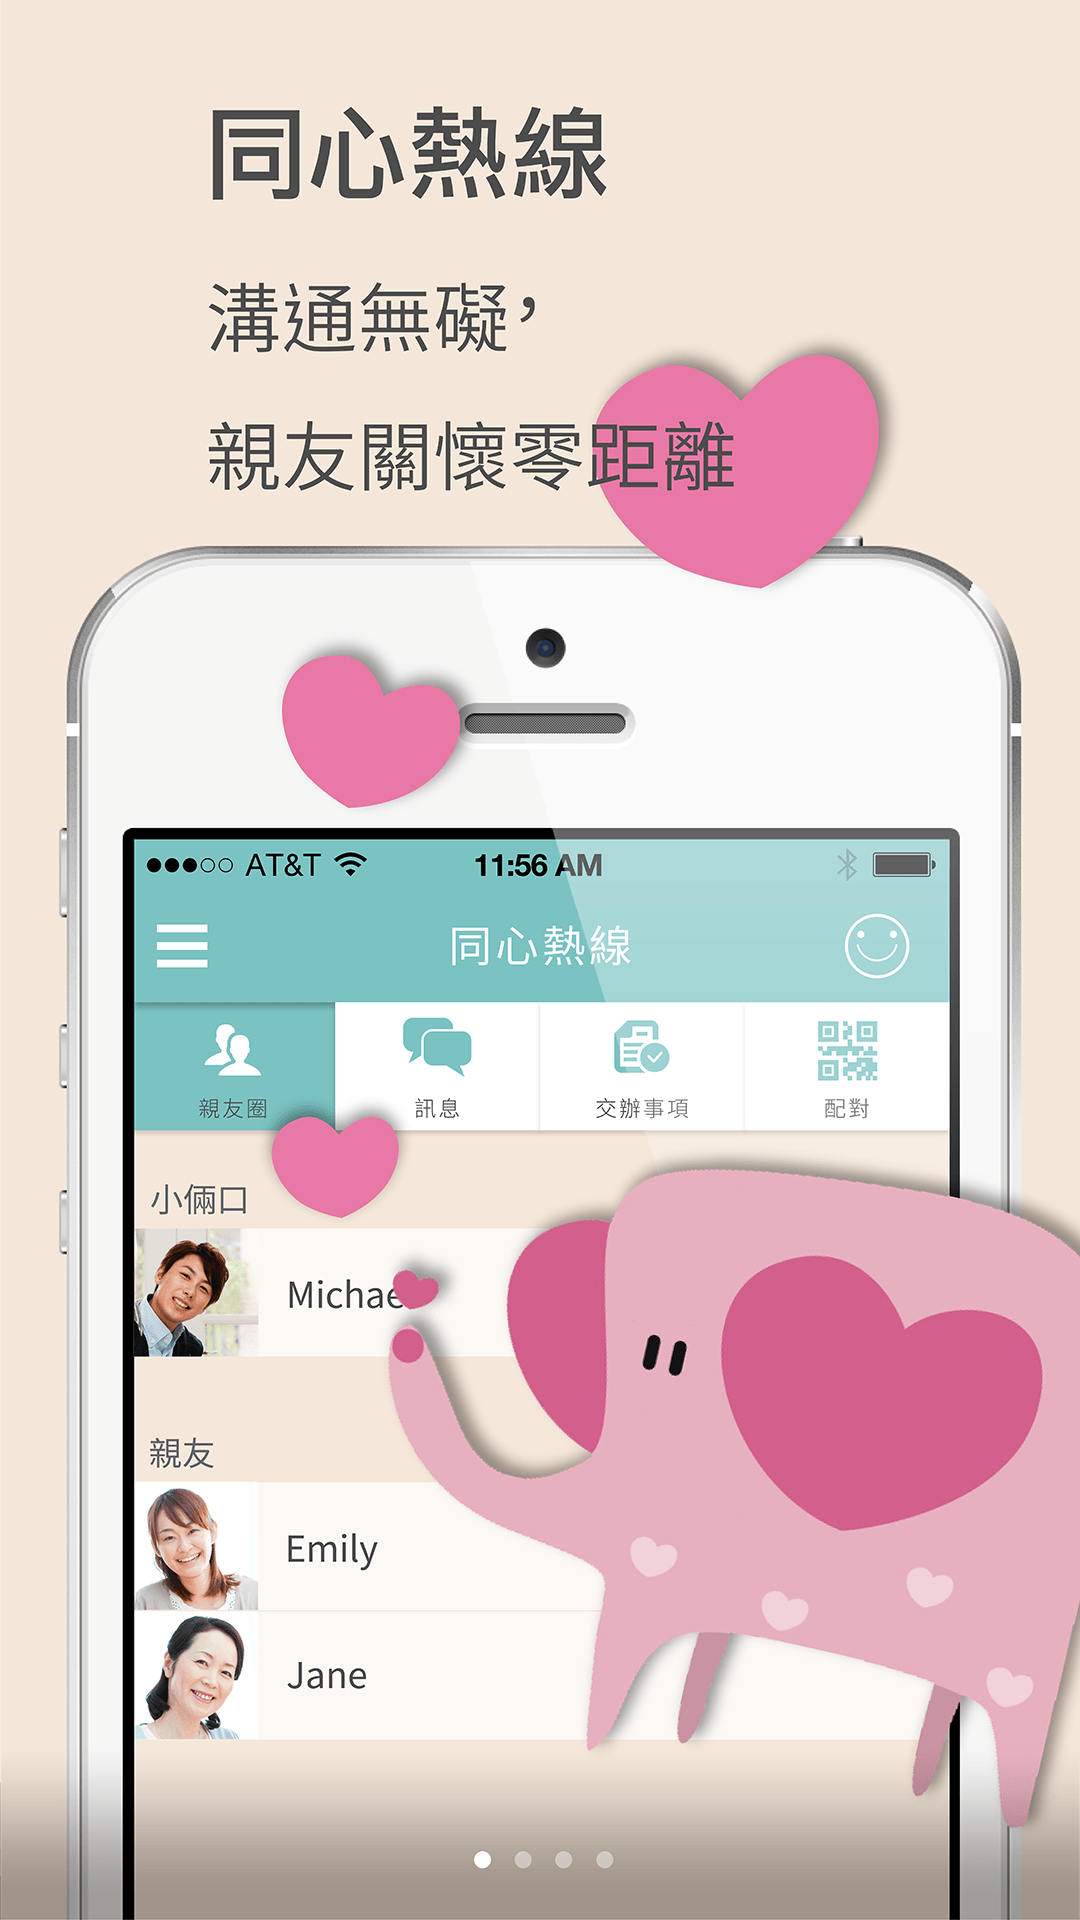 同心熱線
溝通無礙，
親友關懷零距離
AT&T 11:56 AM
同心熱線
親友圈 訊息 交辦事項 配對
小倆口
Michae
親友
Emily
Jane